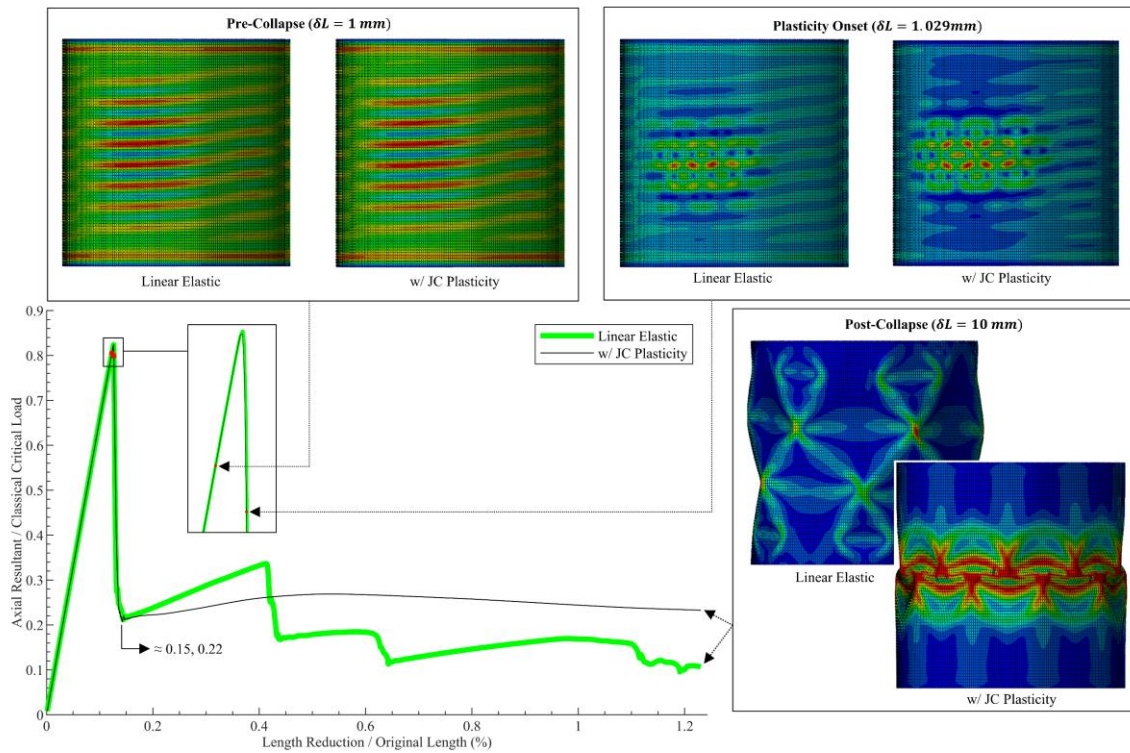 Pre-Collapse (δL = 1 mm)
Linear Elastic
w/ JC Plasticity
Plasticity Onset (δL = 1.029mm)
Linear Elastic
w/ JC Plasticity
Axial Resultant / Classical Critical Load
0.9
0.8
0.7
0.6
0.5
0.4
0.3
0.2
0.1
0
Linear Elastic
w/ JC Plasticity
≈ 0.15, 0.22
0
0.2
0.4
0.6
0.8
1
1.2
Length Reduction / Original Length (%)
Post-Collapse (δL = 10 mm)
Linear Elastic
w/ JC Plasticity